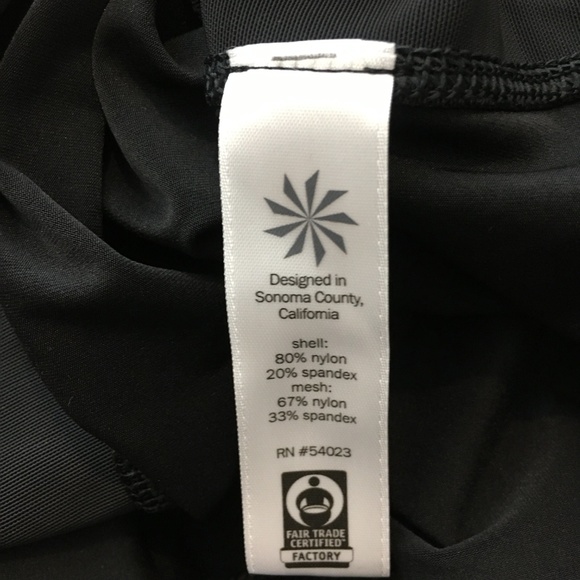 Designed in
Sonoma County,
California
shell:
80% nylon
20% spandex
mesh:
67% nylon
33% spandex
RN #54023
FAIR TRADE
CERTIFIED™
FACTORY